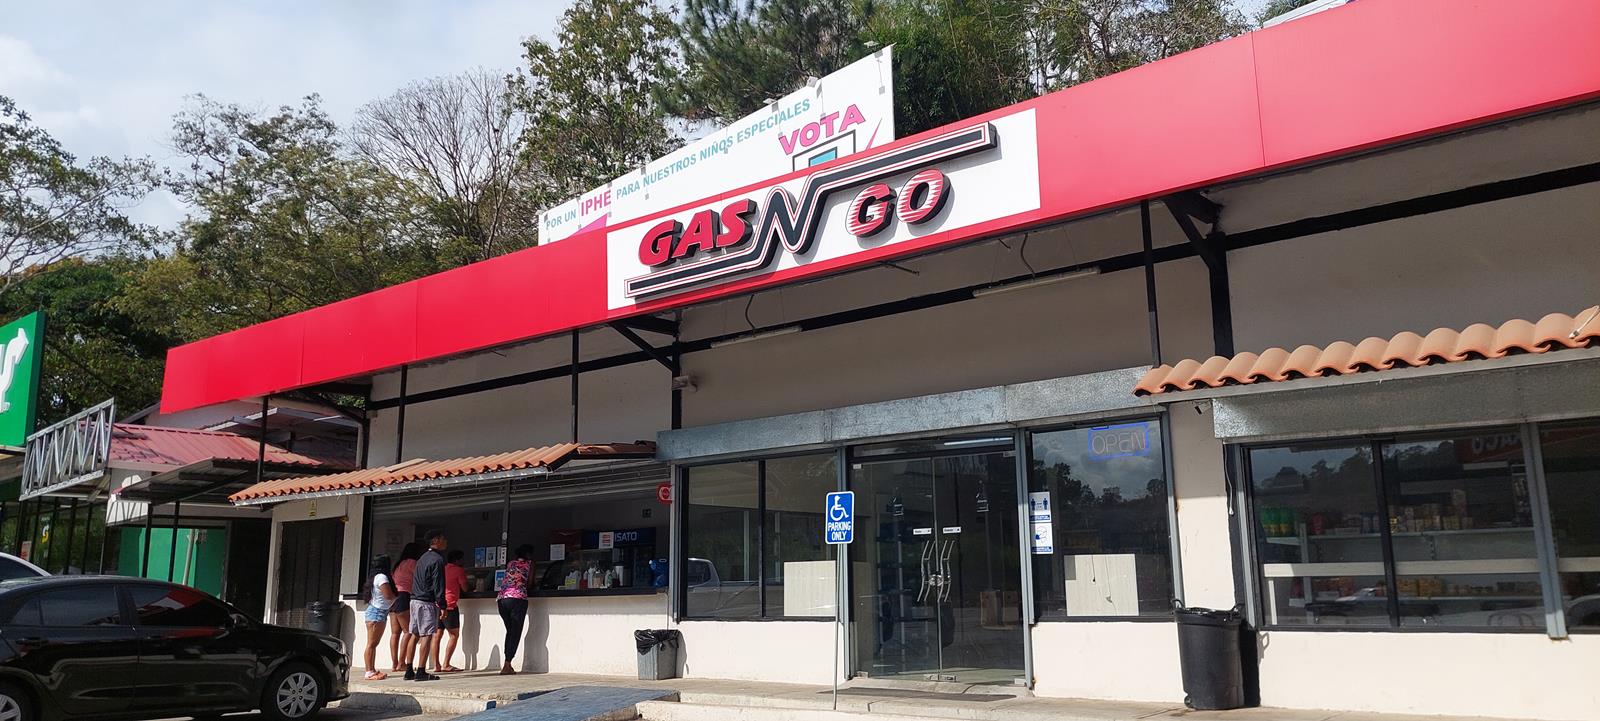 POR UN IPHE PARA NUESTROS NIÑOS ESPECIALES
VOTA
GAS N GO
OPEN
PARKING
ONLY